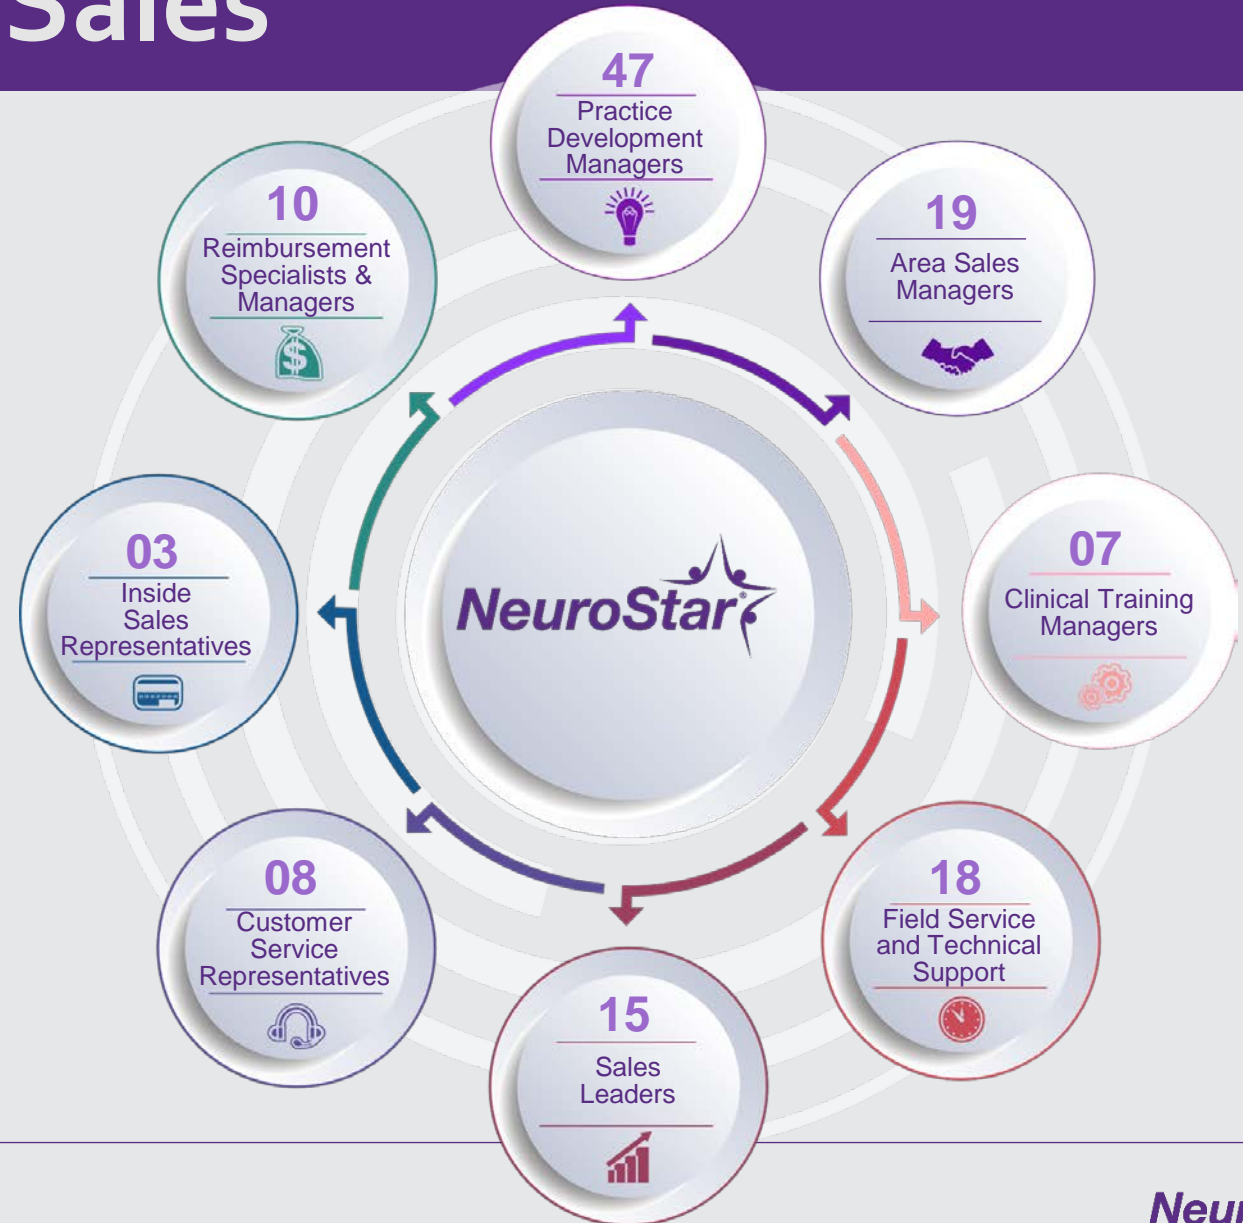 Sales
47
Practice
Development
Managers
10
Reimbursement
Specialists &
Managers
19
Area Sales
Managers
03
Inside
Sales
Representatives
NeuroStar®
07
Clinical Training
Managers
08
Customer
Service
Representatives
18
Field Service
and Technical
Support
15
Sales
Leaders
Neur